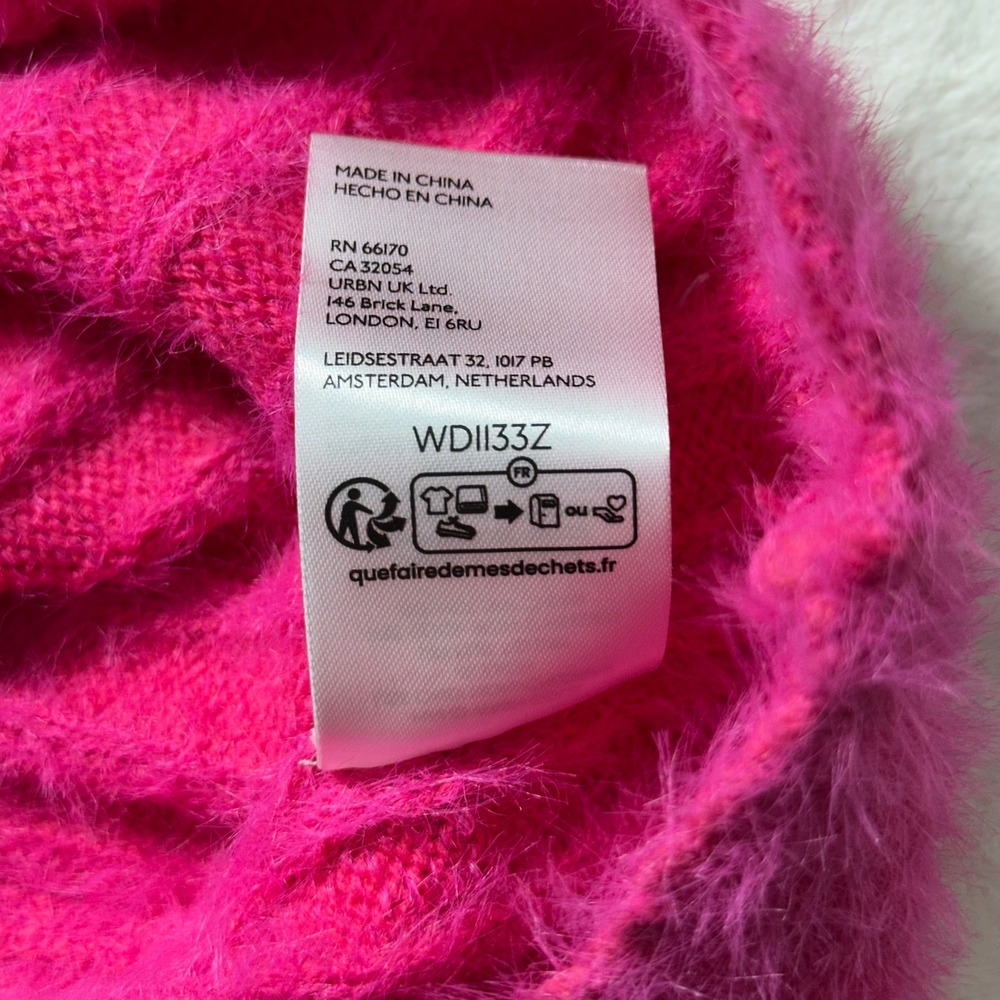 MADE IN CHINA
HECHO EN CHINA
RN 66170
CA 32054
URBN UK Ltd.
146 Brick Lane,
LONDON, E1 6RU
LEIDSESTRAAT 32, 1017 PB
AMSTERDAM, NETHERLANDS
WD1133Z
FR
ou
quefairedemesdechets.fr